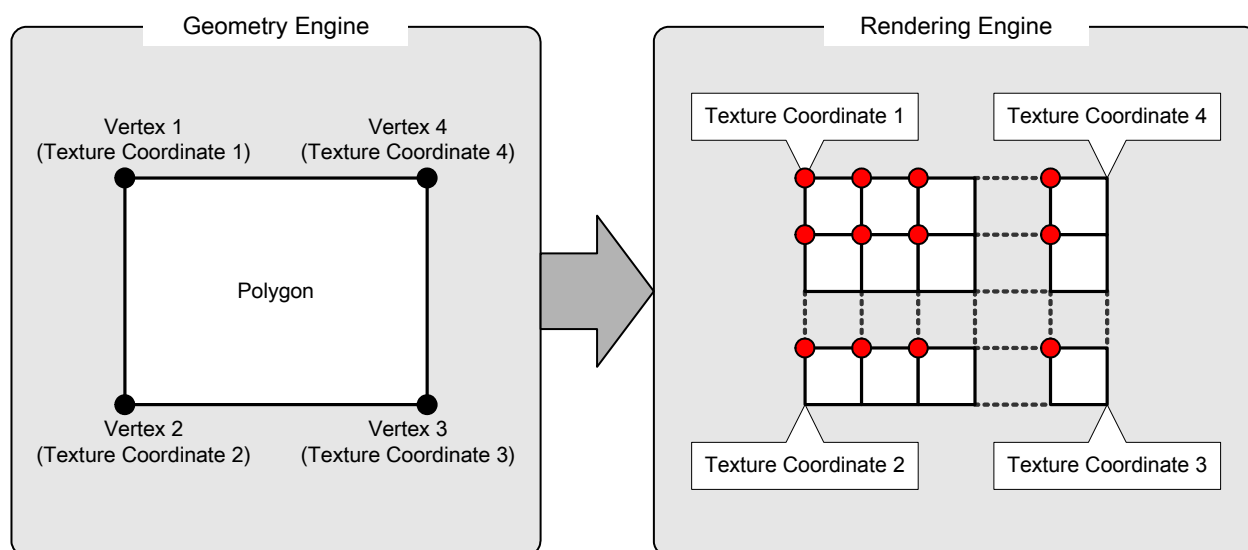 Geometry Engine
Vertex 1
(Texture Coordinate 1)
Vertex 4
(Texture Coordinate 4)
Polygon
Vertex 2
(Texture Coordinate 2)
Vertex 3
(Texture Coordinate 3)
Rendering Engine
Texture Coordinate 1
Texture Coordinate 4
Texture Coordinate 2
Texture Coordinate 3